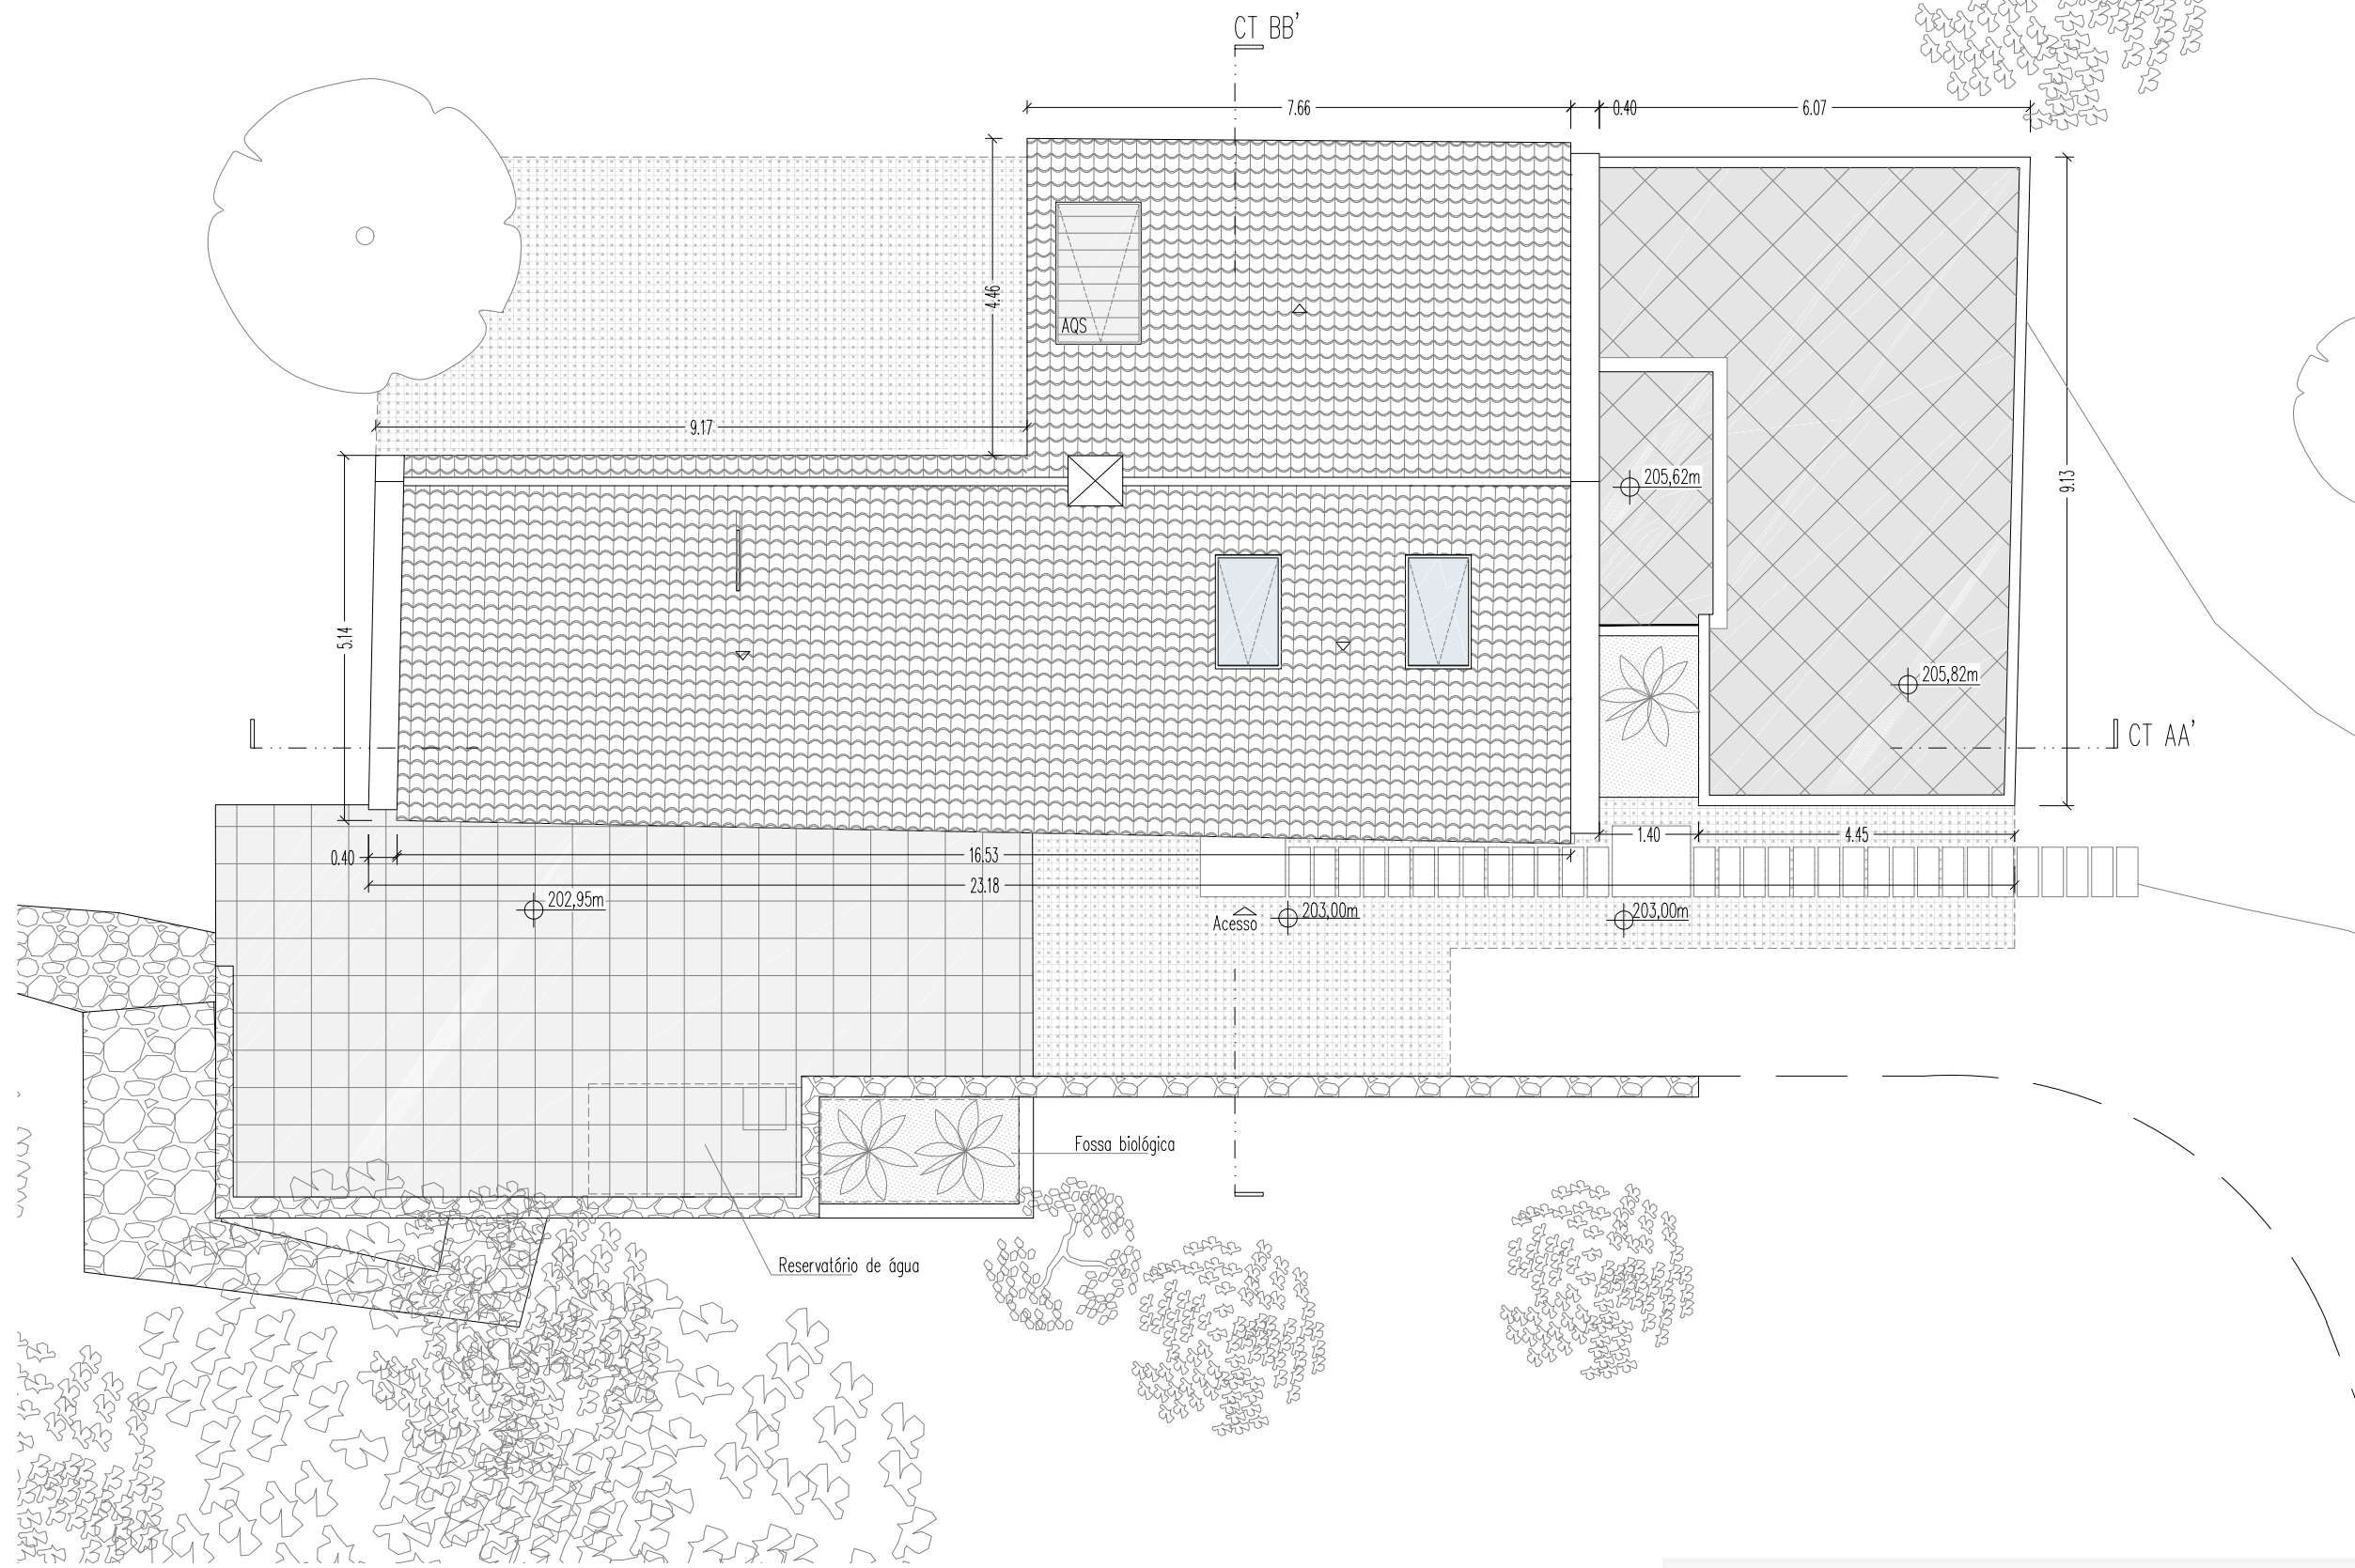 CT BB'
7.66
0.40
6.07
4.46
AQS
9.17
205,62m
9.13
5.14
205,82m
CT AA'
1.40
4.45
0.40
16.53
23.18
202,95m
203,00m
203,00m
Acesso
Fossa biológica
Reservatório de água